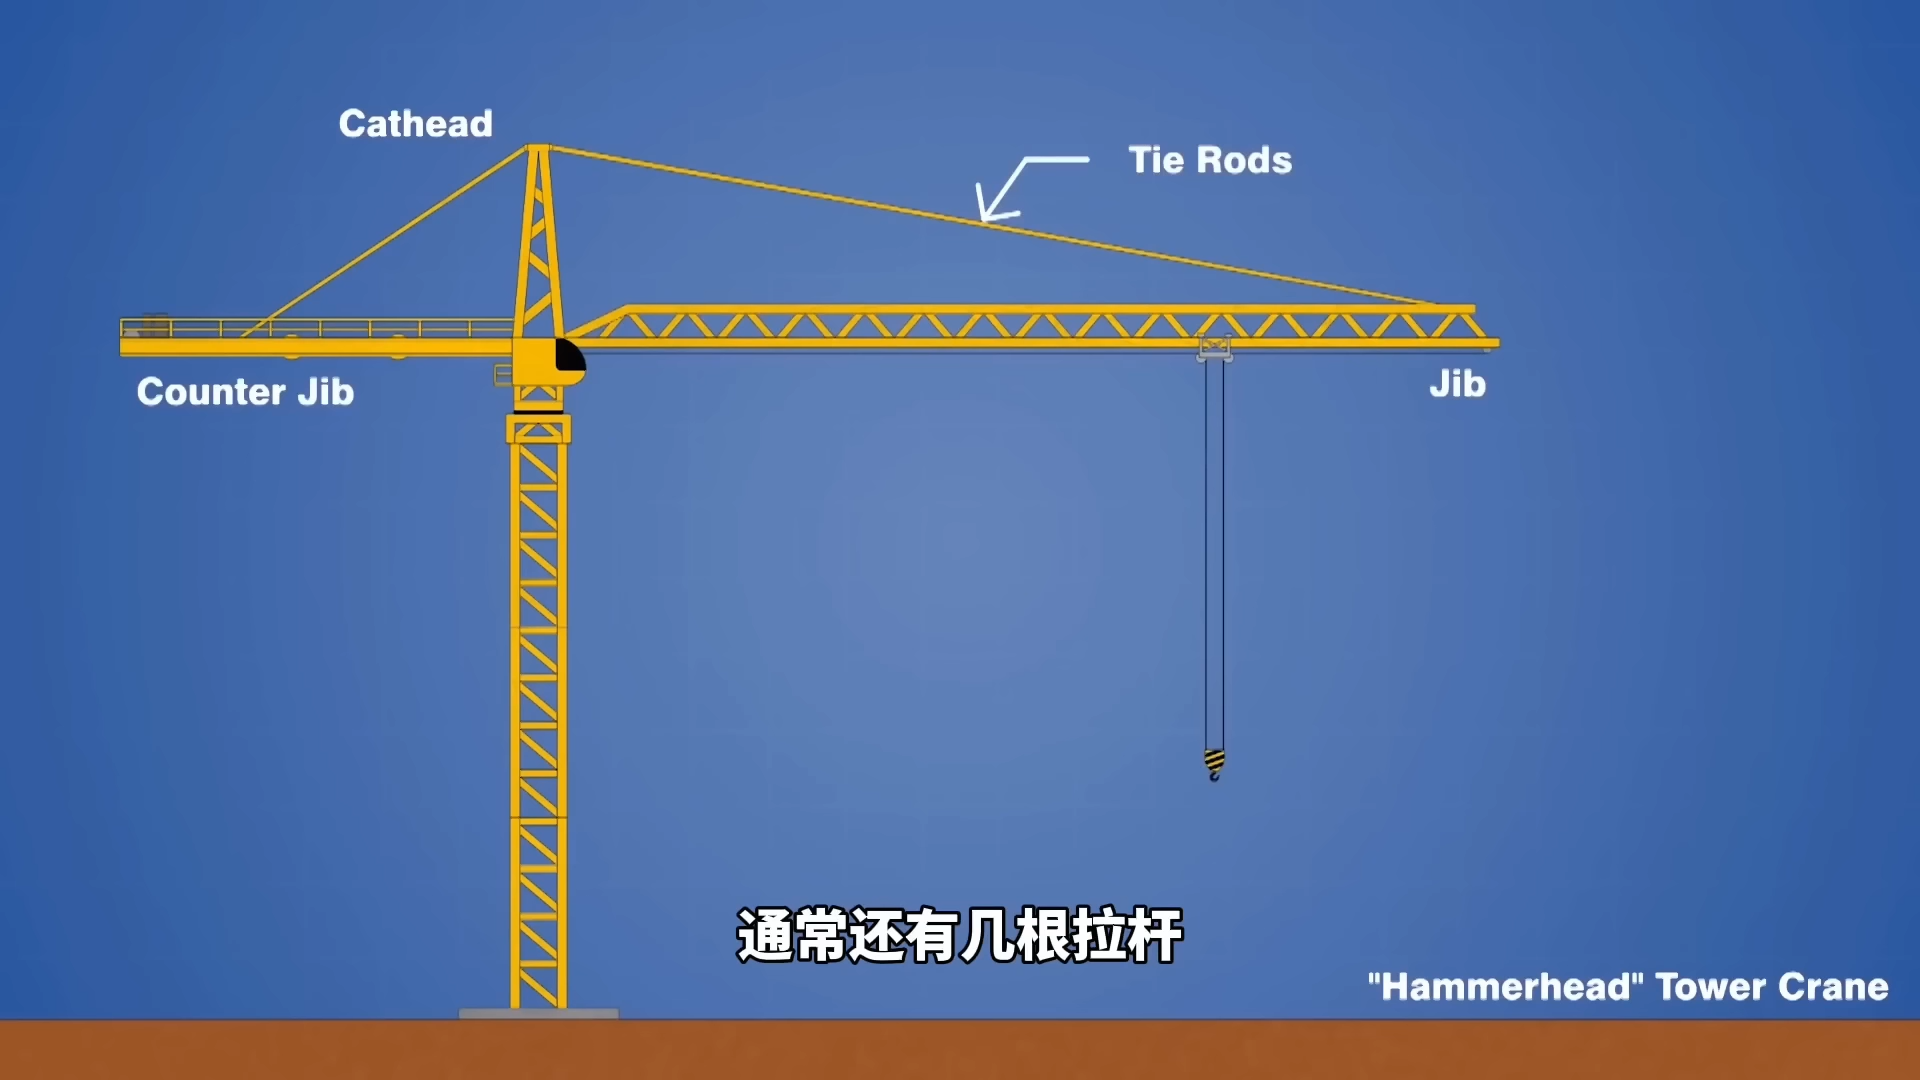 Cathead
Tie Rods
Counter Jib
Jib
通常还有几根拉杆
"Hammerhead" Tower Crane